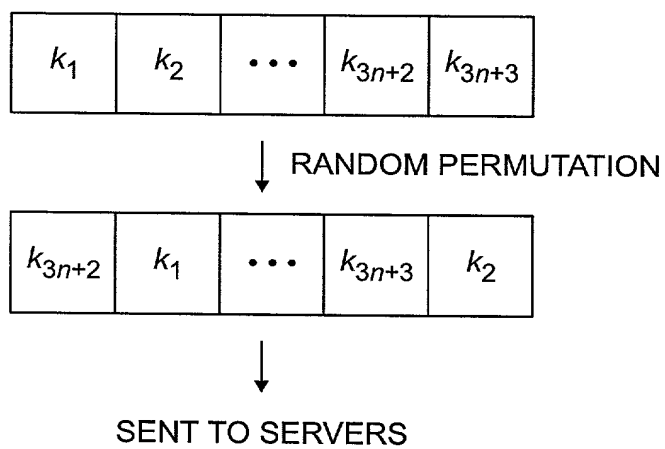 k1 k2 ••• k3n+2 k3n+3
RANDOM PERMUTATION
k3n+2 k1 ••• k3n+3 k2
SENT TO SERVERS